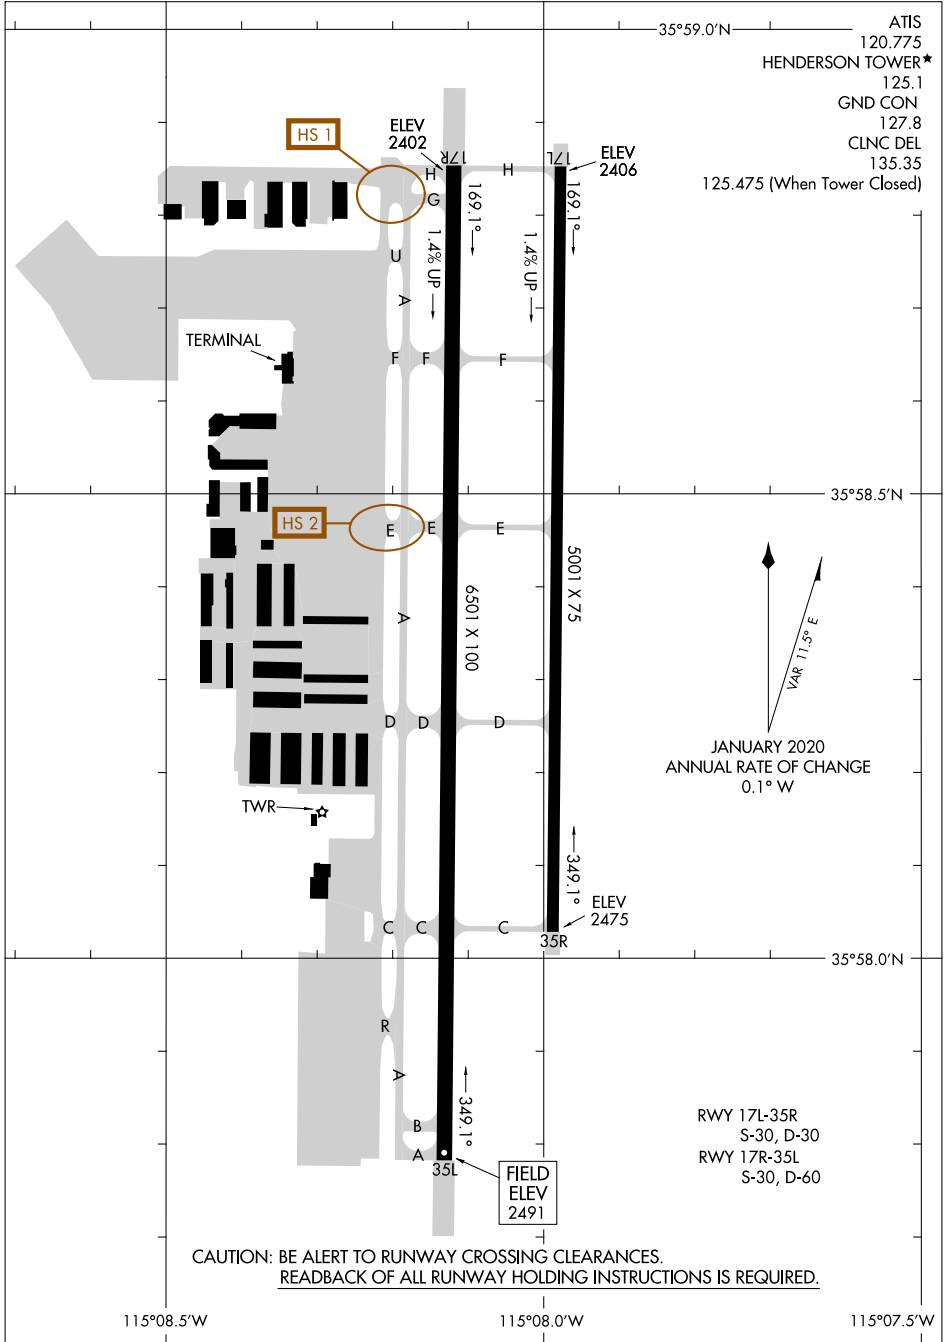 35°59.0'N
ATIS
120.775
HENDERSON TOWER★
125.1
GND CON
127.8
CLNC DEL
135.35
125.475 (When Tower Closed)
HS 1
ELEV
2402
17R
17L
ELEV
2406
H
H
G
169.1°
169.1°
1.4% UP
1.4% UP
U
A
TERMINAL
F
F
F
35°58.5'N
HS 2
E
E
E
5001 X 75
6501 X 100
A
VAR 11.5° E
D
D
D
JANUARY 2020
ANNUAL RATE OF CHANGE
0.1° W
TWR
349.1°
ELEV
2475
C
C
C
35R
35°58.0'N
R
A
349.1°
B
A
35L
RWY 17L-35R
S-30, D-30
RWY 17R-35L
S-30, D-60
FIELD
ELEV
2491
CAUTION: BE ALERT TO RUNWAY CROSSING CLEARANCES.
READBACK OF ALL RUNWAY HOLDING INSTRUCTIONS IS REQUIRED.
115°08.5'W
115°08.0'W
115°07.5'W